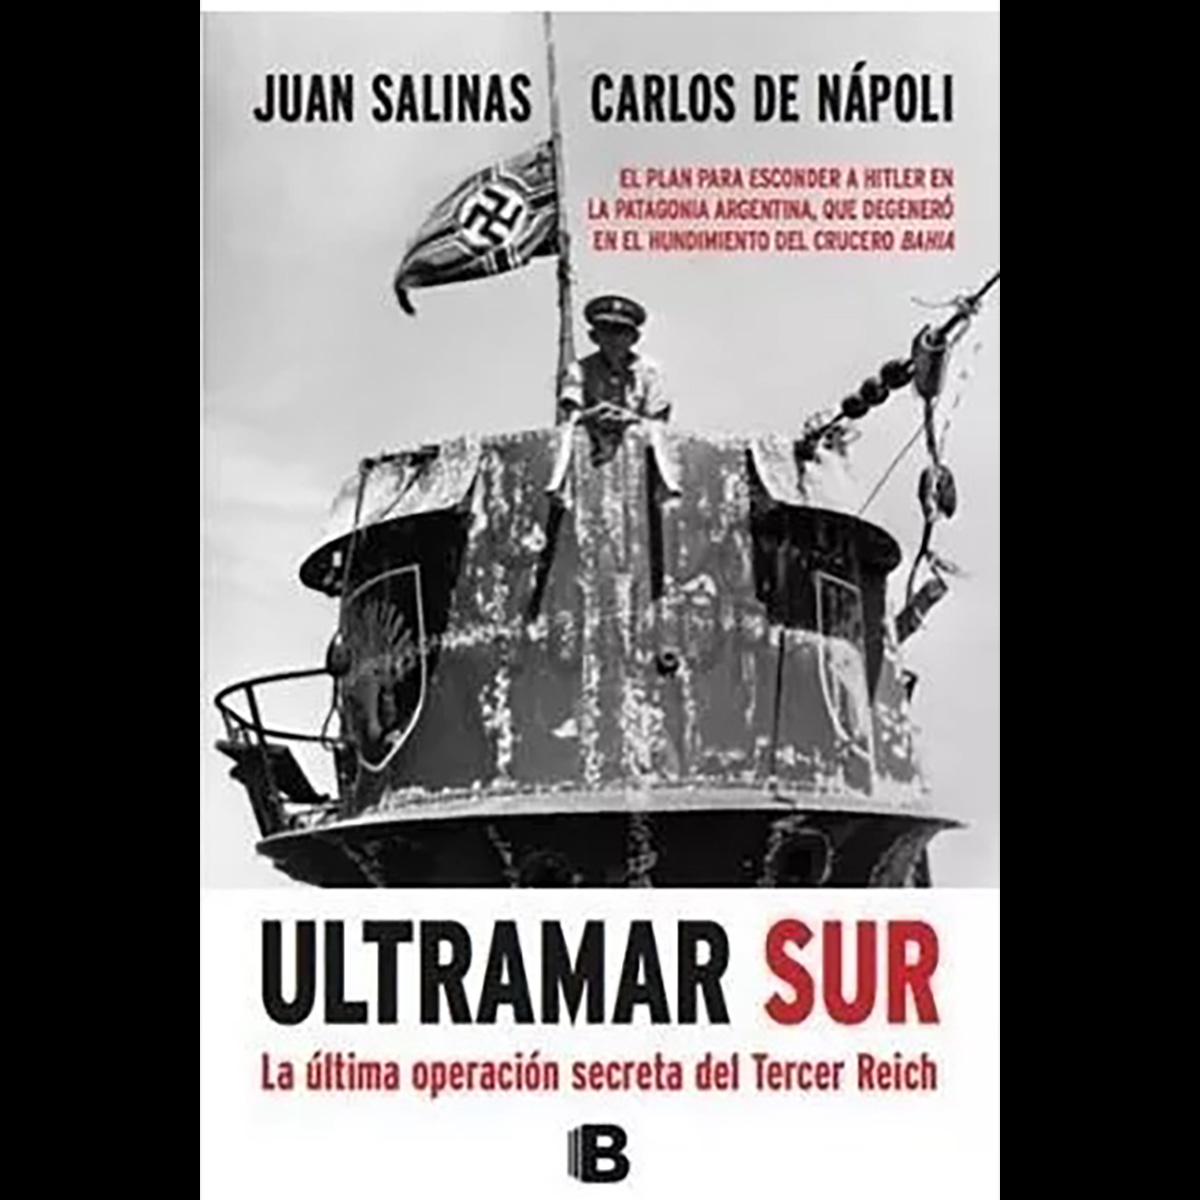 JUAN SALINAS CARLOS DE NÁPOLI
EL PLAN PARA ESCONDER A HITLER EN
LA PATAGONIA ARGENTINA, QUE DEGENERÓ
EN EL HUNDIMIENTO DEL CRUCERO BAHIA
ULTRAMAR SUR
La última operación secreta del Tercer Reich
B